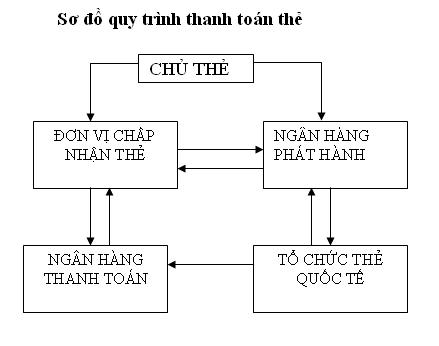 Sơ đồ quy trình thanh toán thẻ
CHỦ THẺ
ĐƠN VỊ CHẤP
NHẬN THẺ
NGÂN HÀNG
PHÁT HÀNH
NGÂN HÀNG
THANH TOÁN
TỔ CHỨC THẺ
QUỐC TẾ